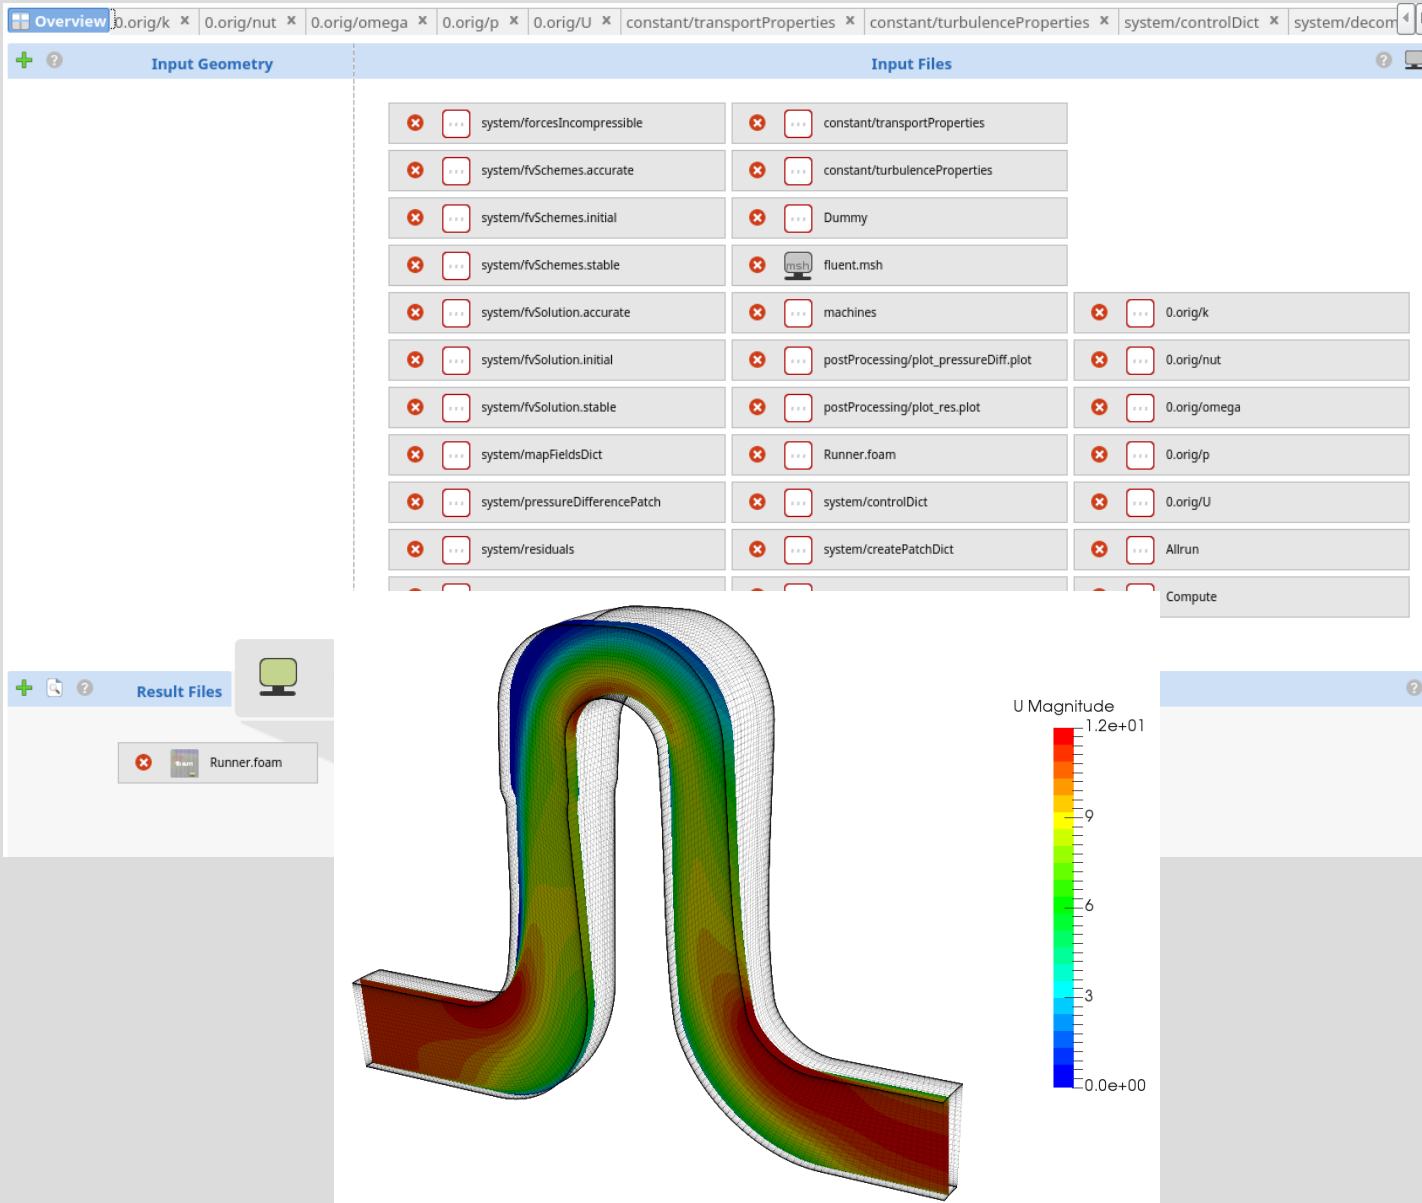 Overview 0.orig/k 0.orig/nut 0.orig/omega 0.orig/p 0.orig/U constant/transportProperties constant/turbulenceProperties system/controlDict system/decom
Input Geometry Input Files
system/forcesIncompressible constant/transportProperties
system/fvSchemes.accurate constant/turbulenceProperties
system/fvSchemes.initial Dummy
system/fvSchemes.stable msh fluent.msh
system/fvSolution.accurate machines 0.orig/k
system/fvSolution.initial postProcessing/plot_pressureDiff.plot 0.orig/nut
system/fvSolution.stable postProcessing/plot_res.plot 0.orig/omega
system/mapFieldsDict Runner.foam 0.orig/p
system/pressureDifferencePatch system/controlDict 0.orig/U
system/residuals system/createPatchDict Allrun
Compute
Result Files
Runner.foam
U Magnitude
1.2e+01
9
6
3
0.0e+00